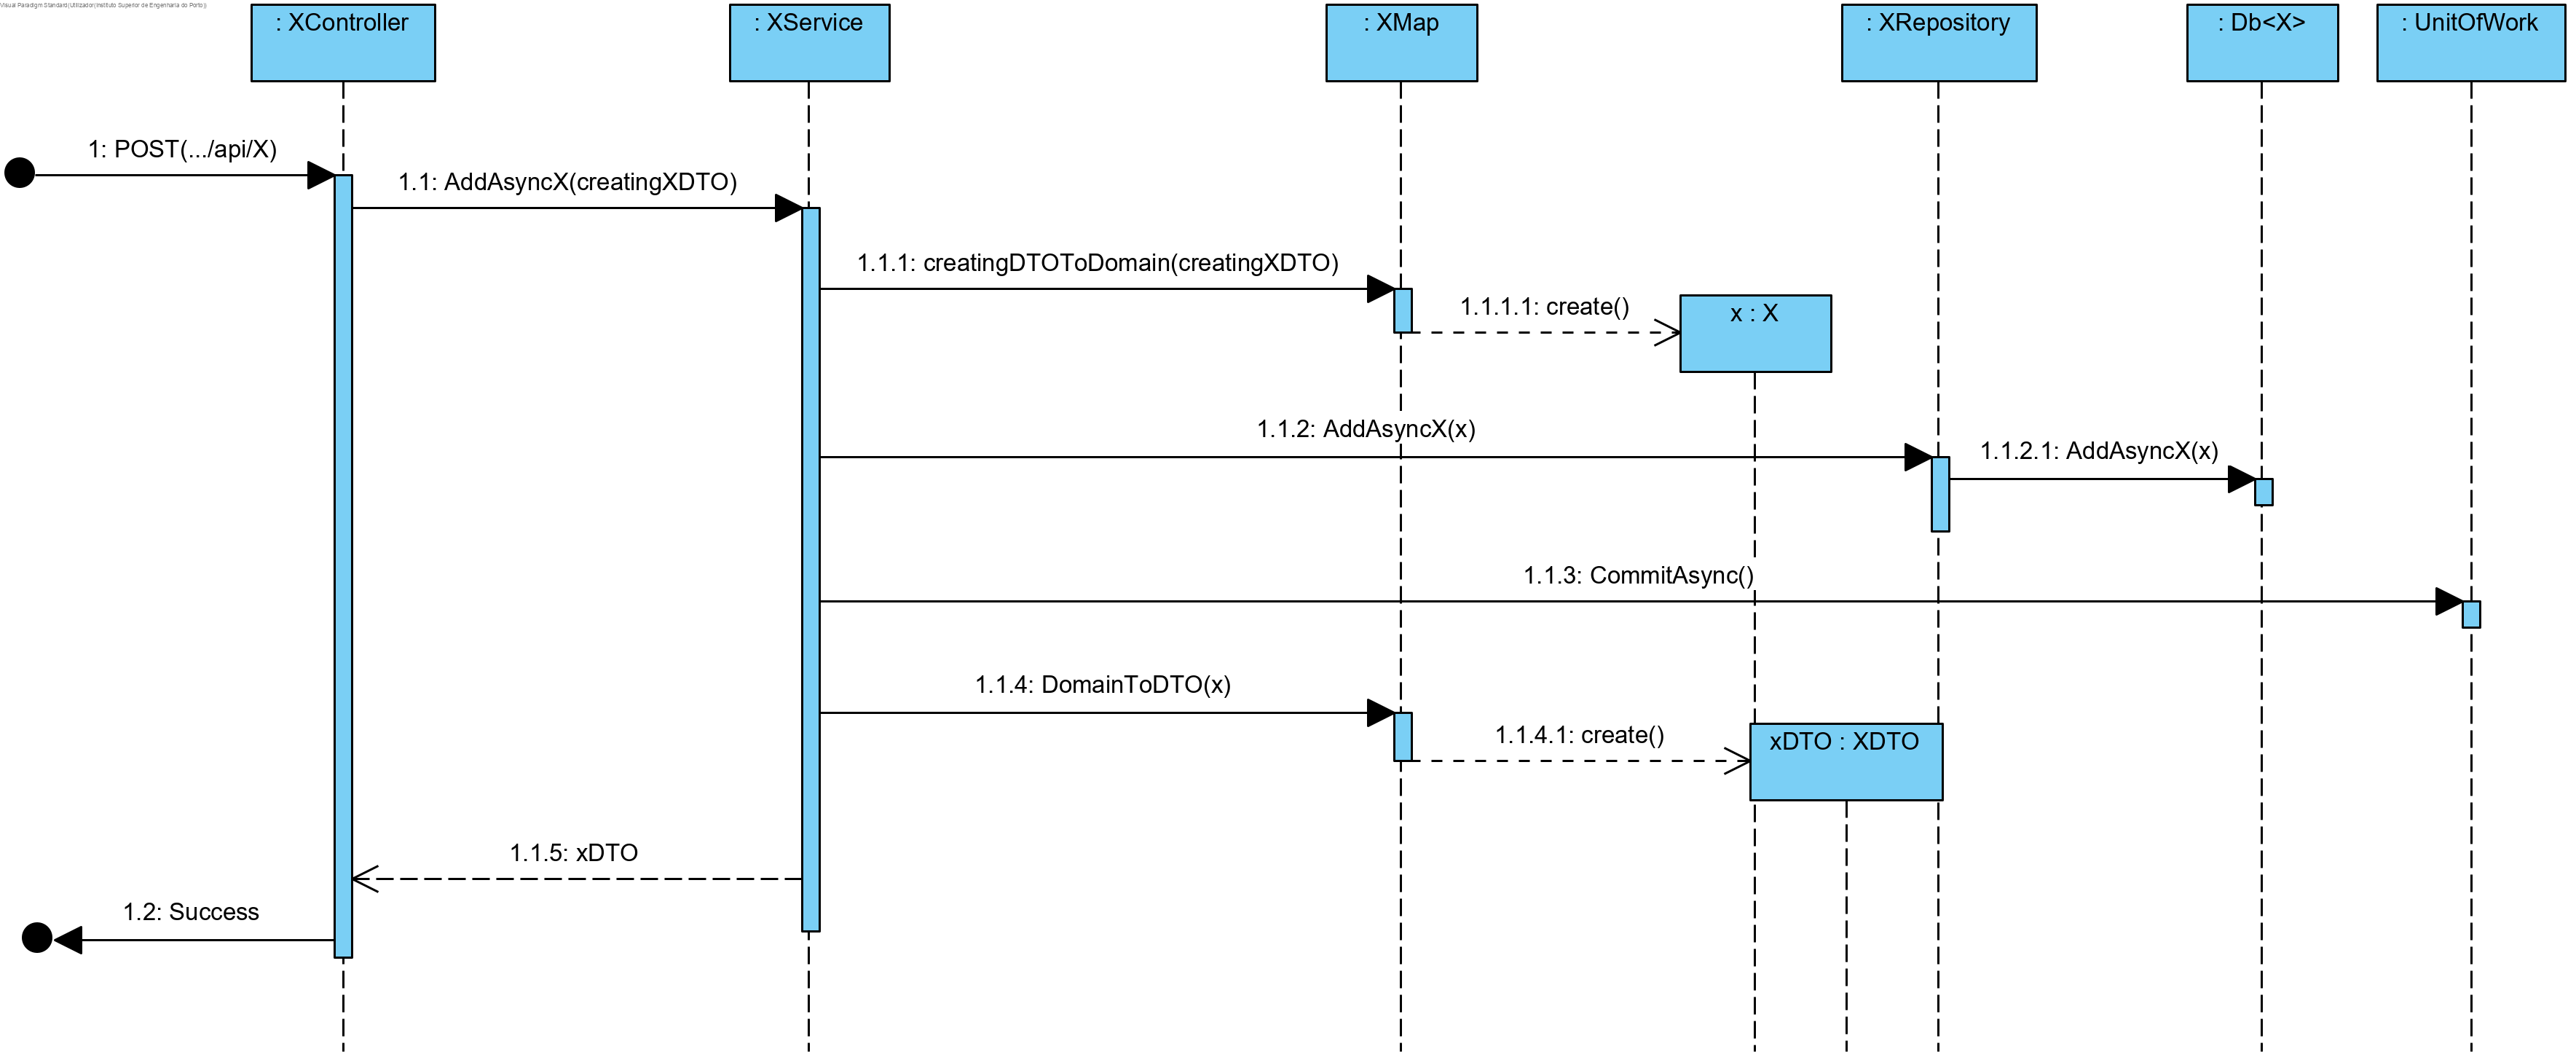 Visual Paradigm Standard(Utilizador(Instituto Superior de Engenharia do Porto))
: XController
: XService
: XMap
: XRepository
: Db<X>
: UnitOfWork
1: POST(.../api/X)
1.1: AddAsyncX(creatingXDTO)
1.1.1: creatingDTOToDomain(creatingXDTO)
1.1.1.1: create()
x : X
1.1.2: AddAsyncX(x)
1.1.2.1: AddAsyncX(x)
1.1.3: CommitAsync()
1.1.4: DomainToDTO(x)
1.1.4.1: create()
xDTO : XDTO
1.1.5: xDTO
1.2: Success